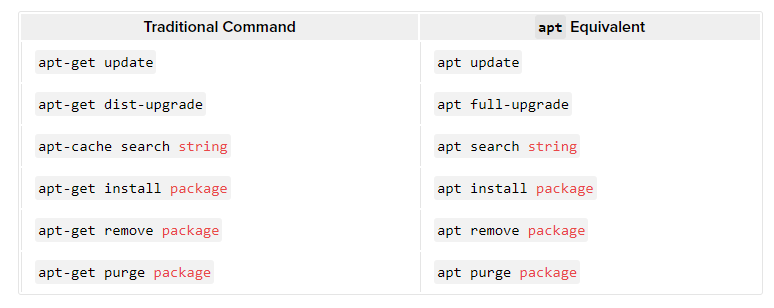 Traditional Command apt Equivalent
apt-get update apt update
apt-get dist-upgrade apt full-upgrade
apt-cache search string apt search string
apt-get install package apt install package
apt-get remove package apt remove package
apt-get purge package apt purge package